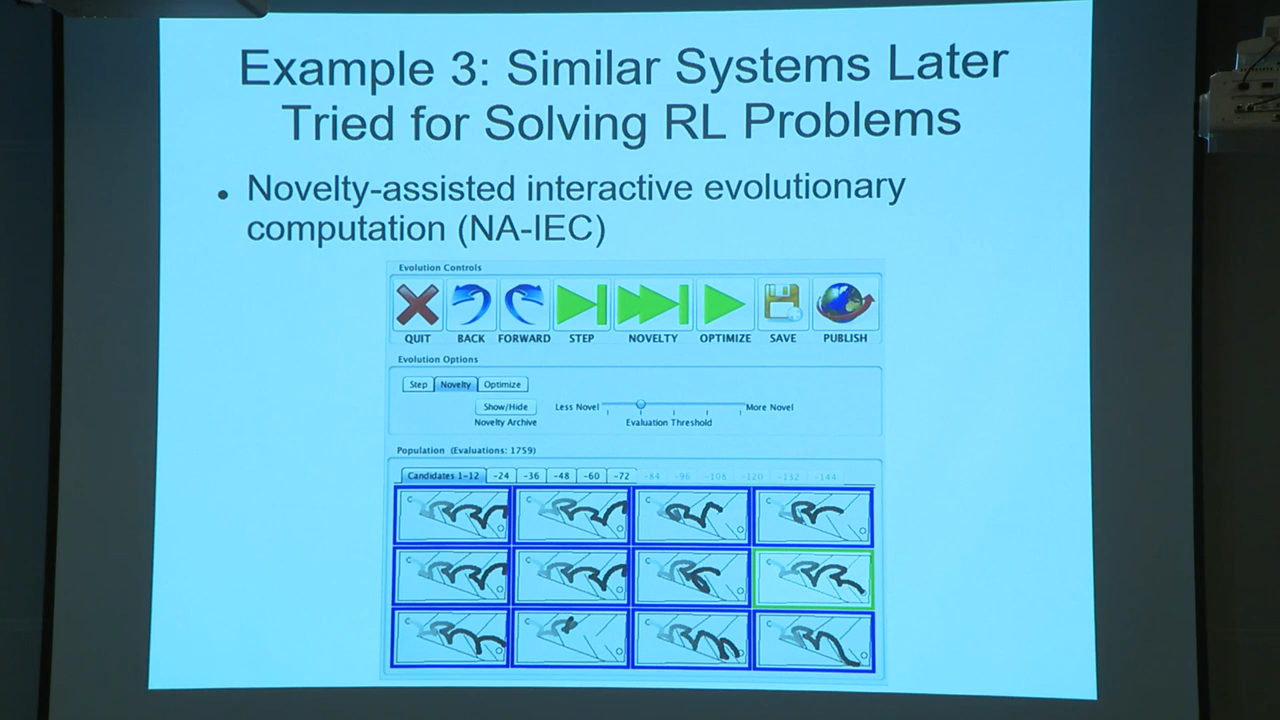 Example 3: Similar Systems Later
Tried for Solving RL Problems
• Novelty-assisted interactive evolutionary
computation (NA-IEC)
Evolution Controls
QUIT BACK FORWARD STEP NOVELTY OPTIMIZE SAVE PUBLISH
Evolution Options
Step Novelty Optimize
Show/Hide Less Novel More Novel
Novelty Archive Evaluation Threshold
Population (Evaluations: 1759)
Candidates 1-12 -24 -36 -48 -60 -72 -84 -96 -108 -120 -132 -144